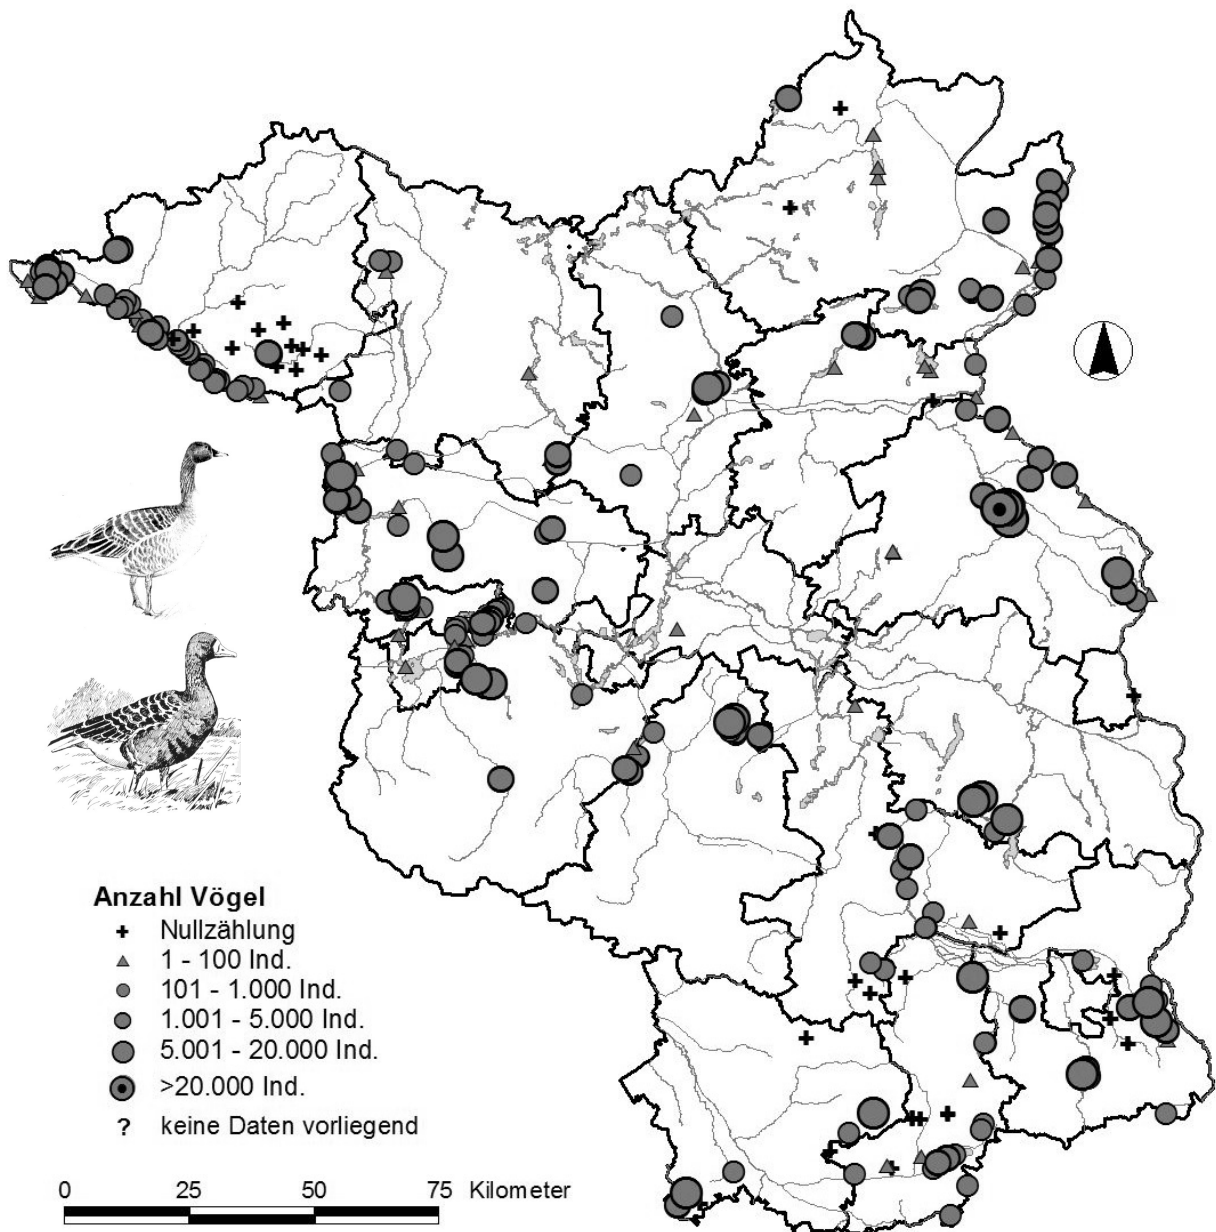 Anzahl Vögel
Nullzählung
1 - 100 Ind.
101 - 1.000 Ind.
1.001 - 5.000 Ind.
5.001 - 20.000 Ind.
>20.000 Ind.
? keine Daten vorliegend
0 25 50 75 Kilometer